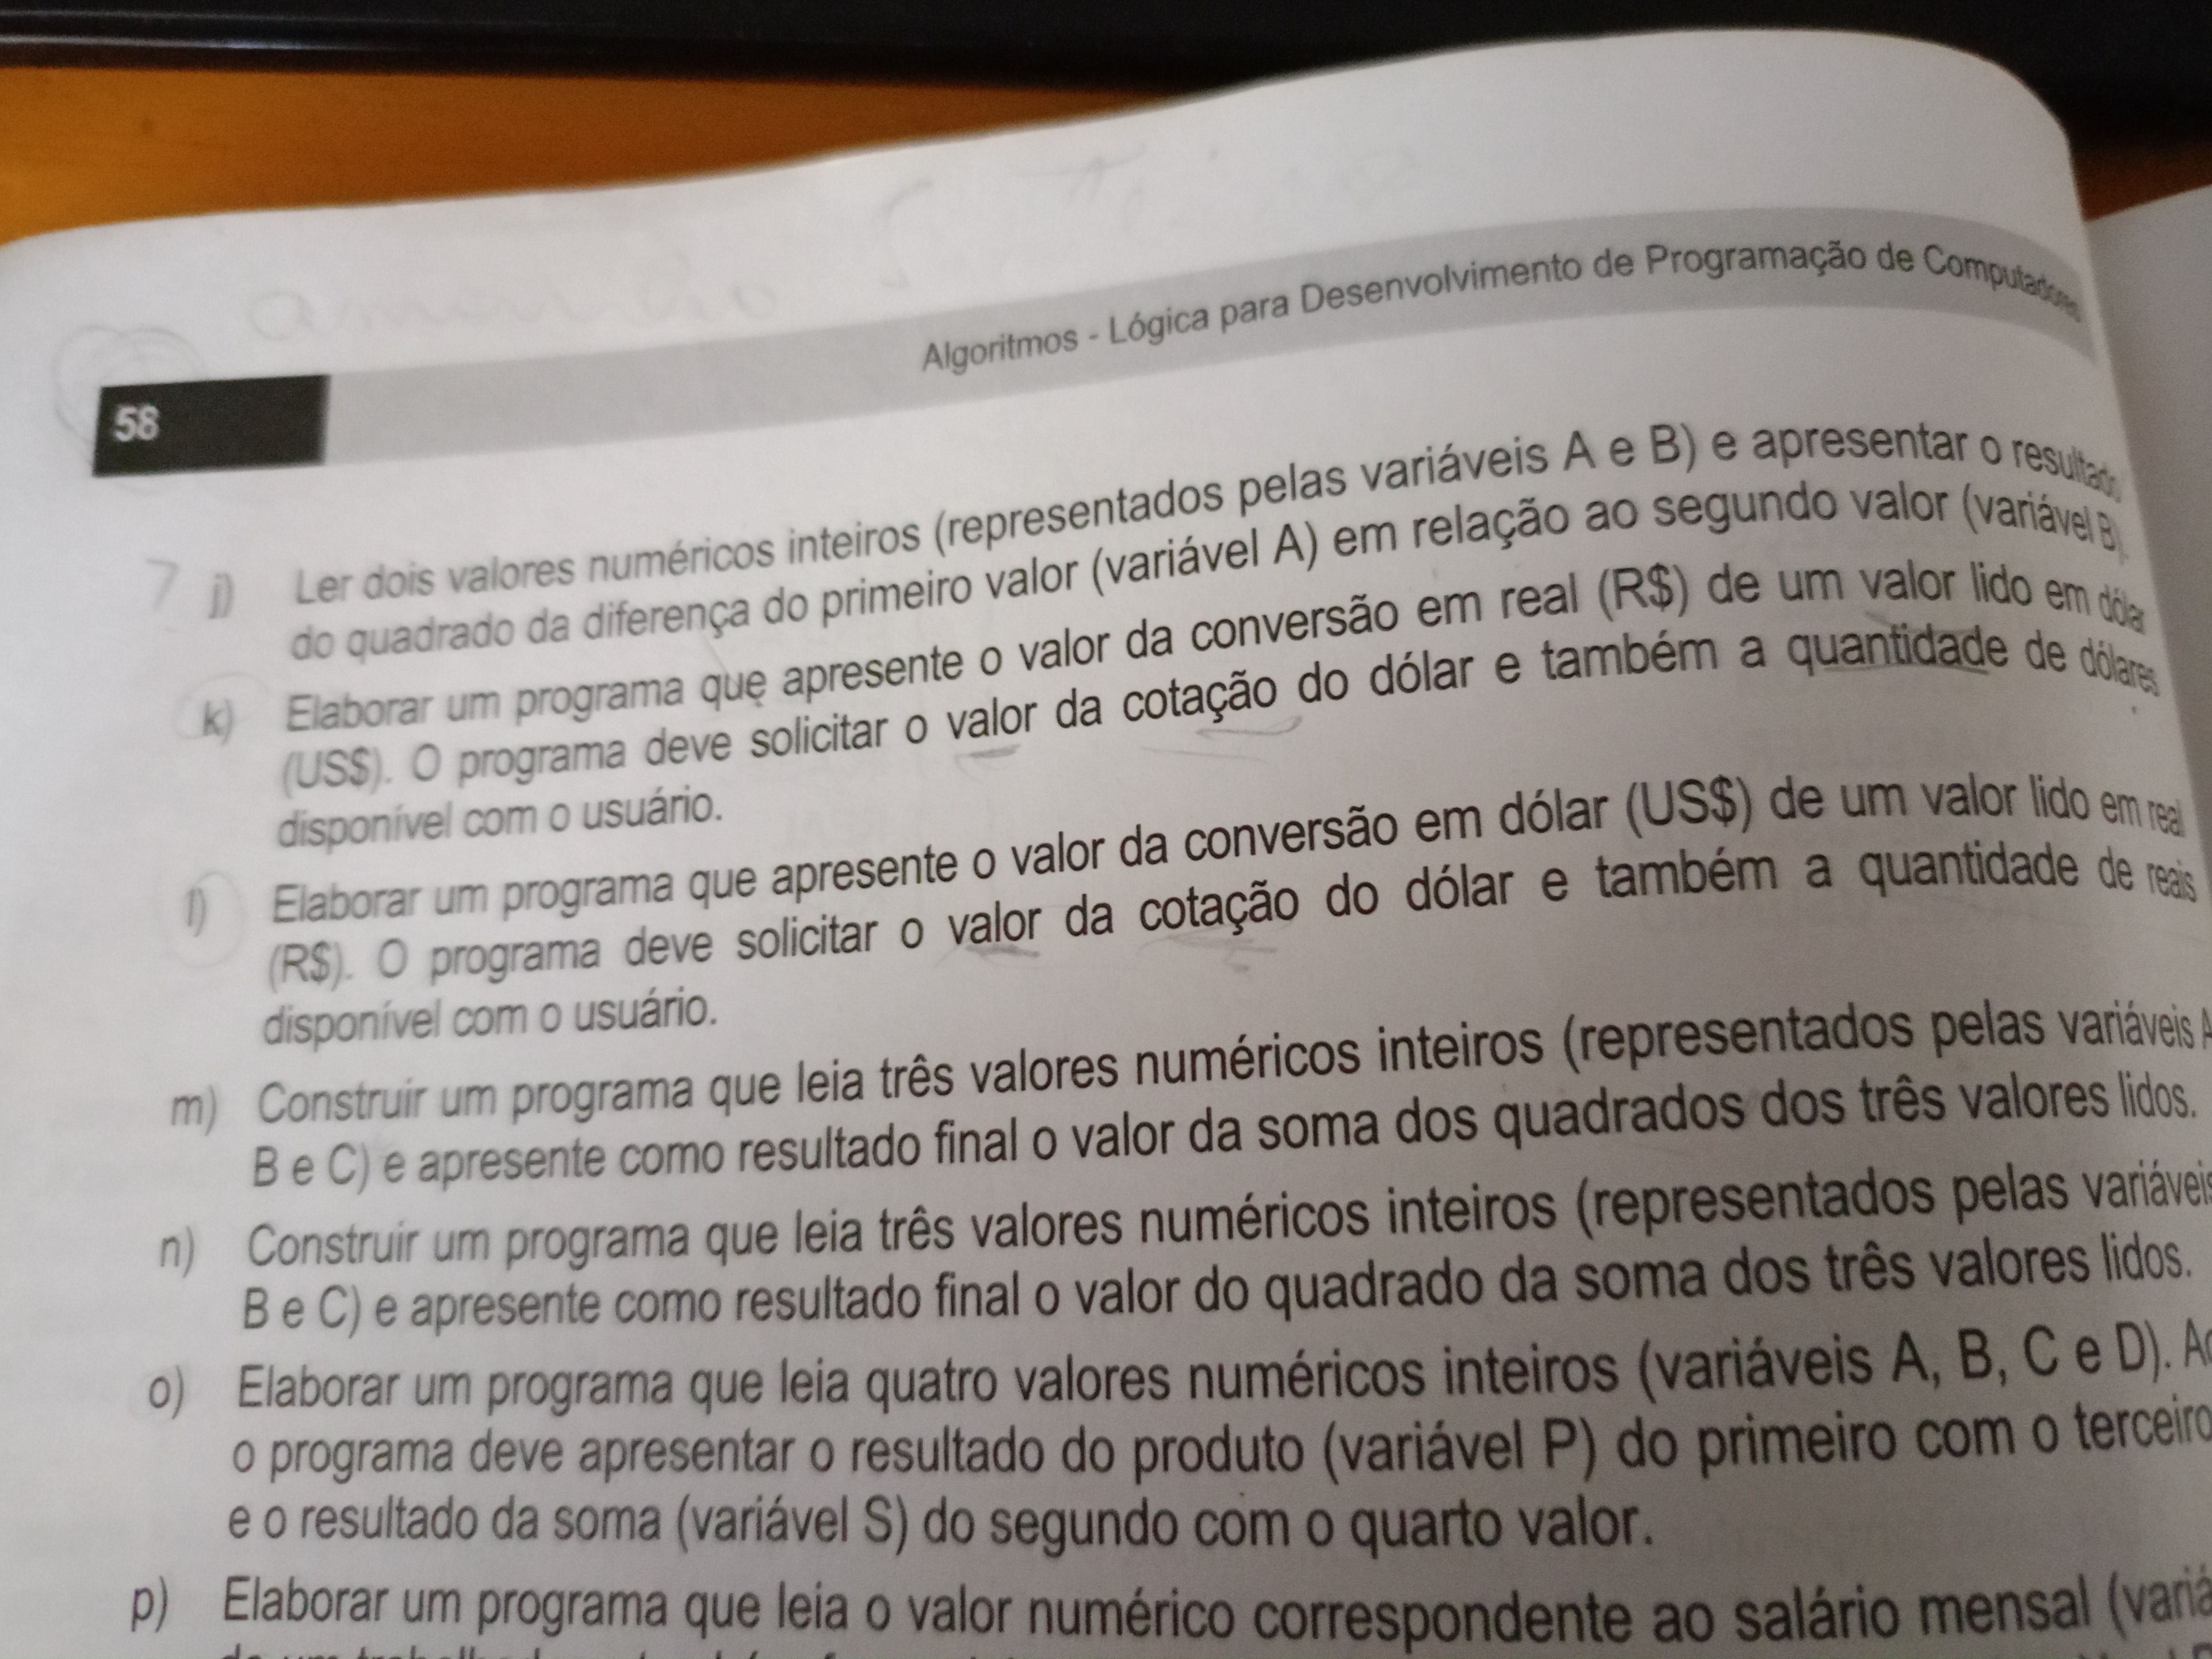 Algoritmos - Lógica para Desenvolvimento de Programação de Computadores
58
7 j) Ler dois valores numéricos inteiros (representados pelas variáveis A e B) e apresentar o resultado
do quadrado da diferença do primeiro valor (variável A) em relação ao segundo valor (variável B).
k) Elaborar um programa que apresente o valor da conversão em real (R$) de um valor lido em dólar
(US$). O programa deve solicitar o valor da cotação do dólar e também a quantidade de dólares
disponível com o usuário.
l) Elaborar um programa que apresente o valor da conversão em dólar (US$) de um valor lido em real
(R$). O programa deve solicitar o valor da cotação do dólar e também a quantidade de reais
disponível com o usuário.
m) Construir um programa que leia três valores numéricos inteiros (representados pelas variáveis A
B e C) e apresente como resultado final o valor da soma dos quadrados dos três valores lidos.
n) Construir um programa que leia três valores numéricos inteiros (representados pelas variáveis
B e C) e apresente como resultado final o valor do quadrado da soma dos três valores lidos.
o) Elaborar um programa que leia quatro valores numéricos inteiros (variáveis A, B, C e D). A
o programa deve apresentar o resultado do produto (variável P) do primeiro com o terceiro
e o resultado da soma (variável S) do segundo com o quarto valor.
p) Elaborar um programa que leia o valor numérico correspondente ao salário mensal (variá